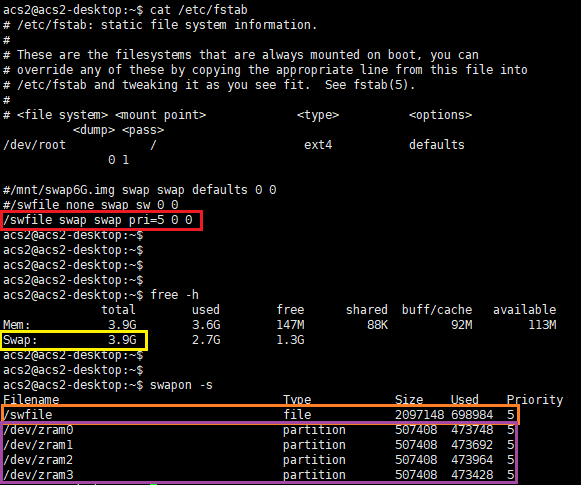 acs2@acs2-desktop:~$ cat /etc/fstab
# /etc/fstab: static file system information.
#
# These are the filesystems that are always mounted on boot, you can
# override any of these by copying the appropriate line from this file into
# /etc/fstab and tweaking it as you see fit.  See fstab(5).
#
# <file system> <mount point>             <type>          <options>
          <dump> <pass>
/dev/root            /                     ext4           defaults
               0 1

#/mnt/swap6G.img swap swap defaults 0 0
#/swfile none swap sw 0 0
/swfile swap swap pri=5 0 0
acs2@acs2-desktop:~$
acs2@acs2-desktop:~$
acs2@acs2-desktop:~$
acs2@acs2-desktop:~$
acs2@acs2-desktop:~$ free -h
              total        used        free      shared  buff/cache   available
Mem:           3.9G        3.6G        147M         88K         92M        113M
Swap:          3.9G        2.7G        1.3G
acs2@acs2-desktop:~$
acs2@acs2-desktop:~$
acs2@acs2-desktop:~$ swapon -s
Filename                                Type            Size    Used    Priority
/swfile                                 file            2097148 698984  5
/dev/zram0                              partition       507408  473748  5
/dev/zram1                              partition       507408  473692  5
/dev/zram2                              partition       507408  473964  5
/dev/zram3                              partition       507408  473428  5